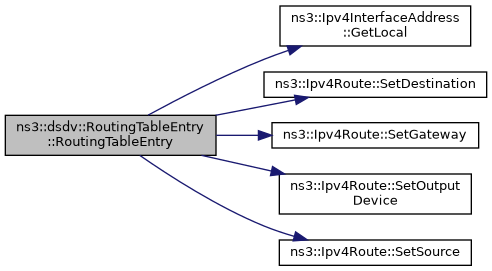 ns3::Ipv4InterfaceAddress
::GetLocal
ns3::Ipv4Route::SetDestination
ns3::dsdv::RoutingTableEntry
::RoutingTableEntry
ns3::Ipv4Route::SetGateway
ns3::Ipv4Route::SetOutput
Device
ns3::Ipv4Route::SetSource